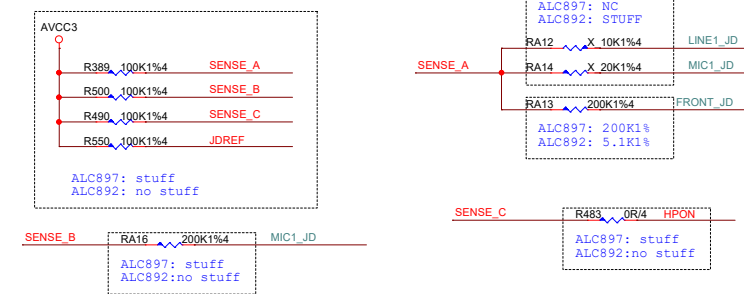 AVCC3
R389 100K1%4 SENSE_A
R500 100K1%4 SENSE_B
R490 100K1%4 SENSE_C
R550 100K1%4 JDREF
ALC897: stuff
ALC892: no stuff
SENSE_B RA16 200K1%4 MIC1_JD
ALC897: stuff
ALC892:no stuff
ALC897: NC
ALC892: STUFF
RA12 X_10K1%4 LINE1_JD
SENSE_A RA14 X_20K1%4 MIC1_JD
RA13 200K1%4 FRONT_JD
ALC897: 200K1%
ALC892: 5.1K1%
SENSE_C R483 0R/4 HPON
ALC897: stuff
ALC892:no stuff